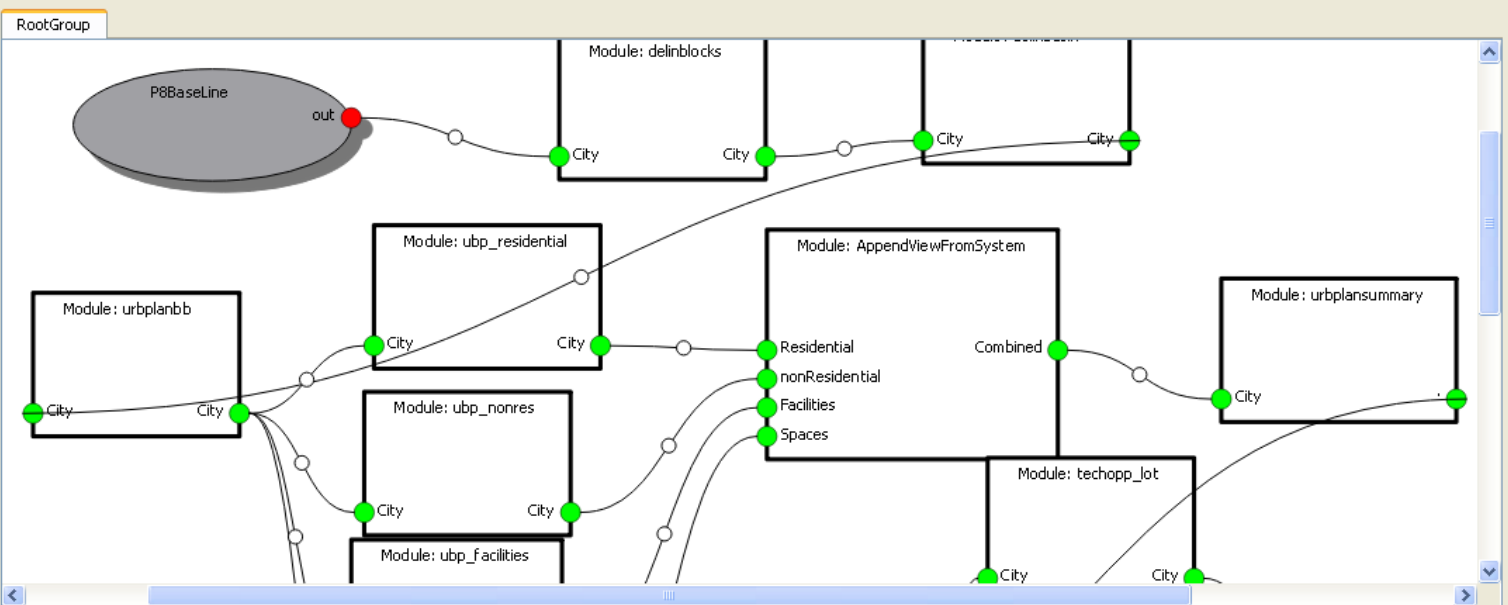 RootGroup
Module: delinblocks
P8BaseLine
out
City
City
City
City
Module: ubp_residential
Module: AppendViewFromSystem
Module: urbplanbb
Module: urbplansummary
City
City
Residential
Combined
nonResidential
City
City
Module: ubp_nonres
Facilities
City
Spaces
Module: techopp_lot
City
City
Module: ubp_facilities
City
City